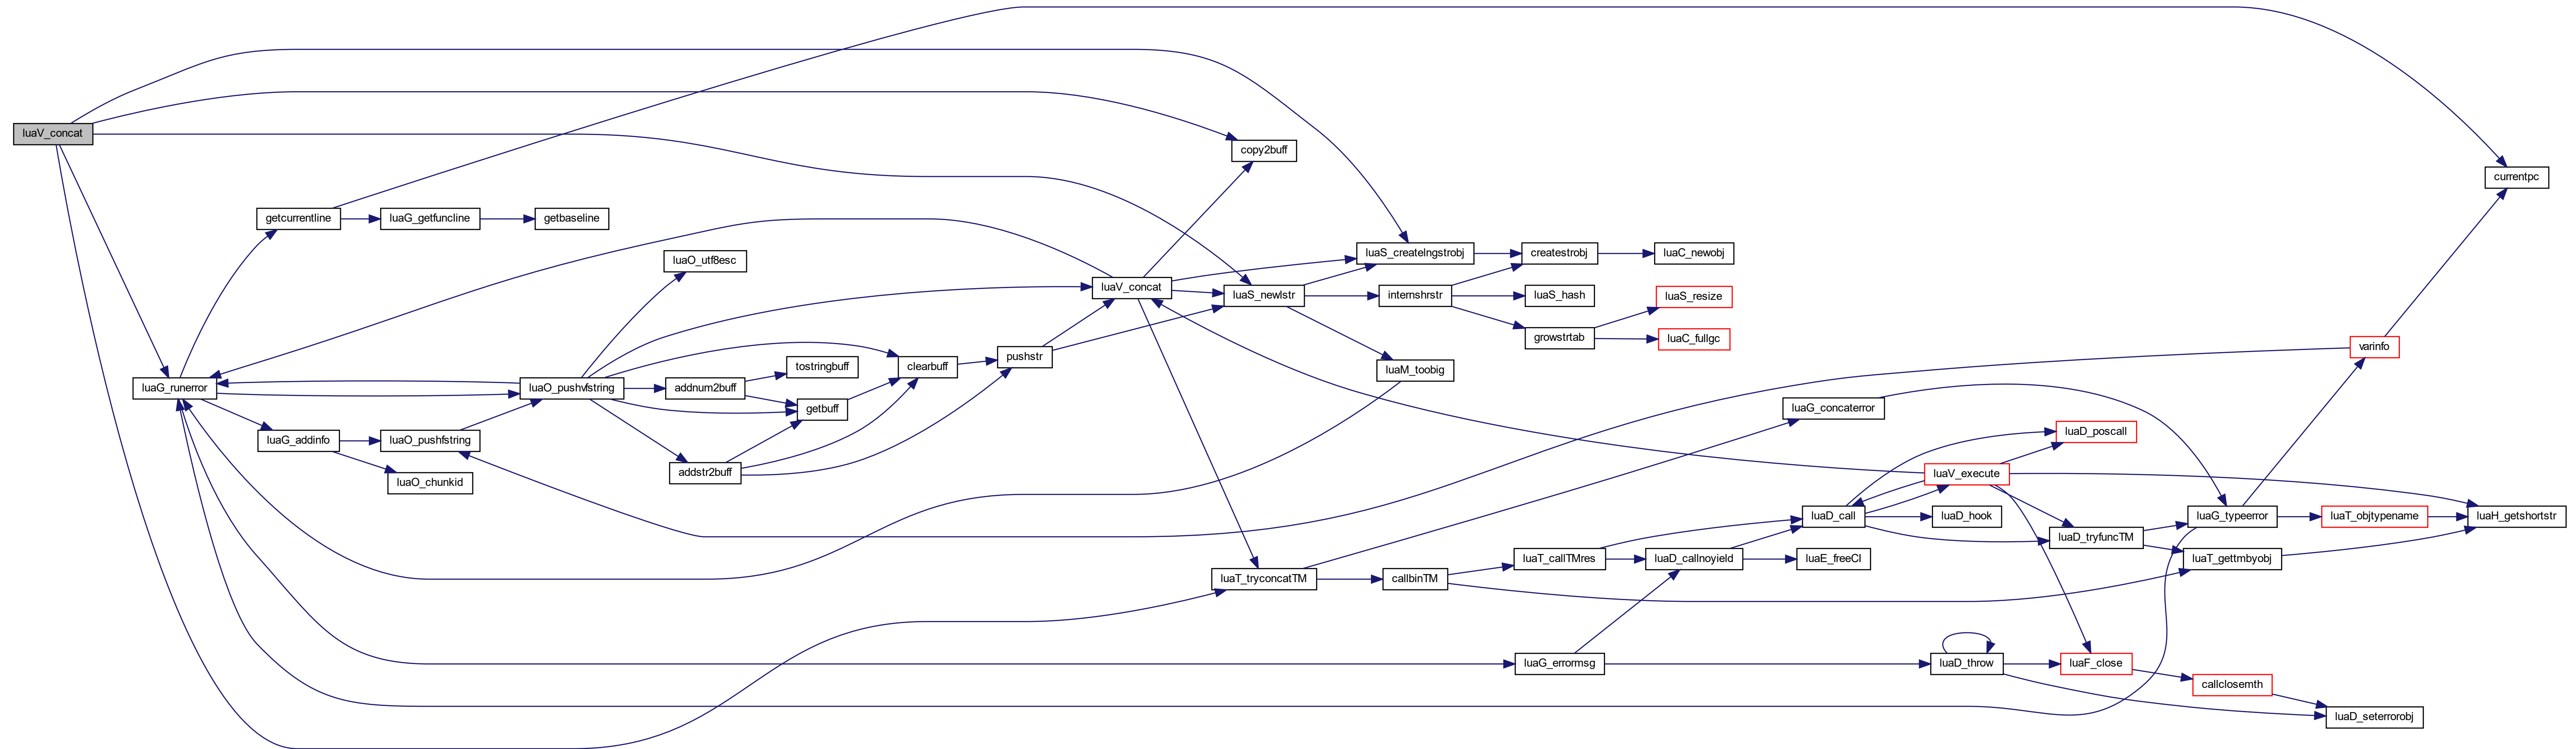 luaV_concat
copy2buff
currentpc
getcurrentline
luaG_getfuncline
getbaseline
luaO_utf8esc
luaS_createlngstrobj
createstrobj
luaC_newobj
luaV_concat
luaS_newlstr
internshrstr
luaS_hash
luaS_resize
growstrtab
luaC_fullgc
varinfo
pushstr
clearbuff
tostringbuff
luaM_toobig
luaG_runerror
luaO_pushvfstring
addnum2buff
getbuff
luaG_concaterror
luaG_addinfo
luaO_pushfstring
luaD_poscall
addstr2buff
luaV_execute
luaO_chunkid
luaD_call
luaD_hook
luaG_typeerror
luaT_objtypename
luaH_getshortstr
luaD_tryfuncTM
luaT_callTMres
luaD_callnoyield
luaE_freeCI
luaT_gettmbyobj
luaT_tryconcatTM
callbinTM
luaG_errormsg
luaD_throw
luaF_close
callclosemth
luaD_seterrorobj